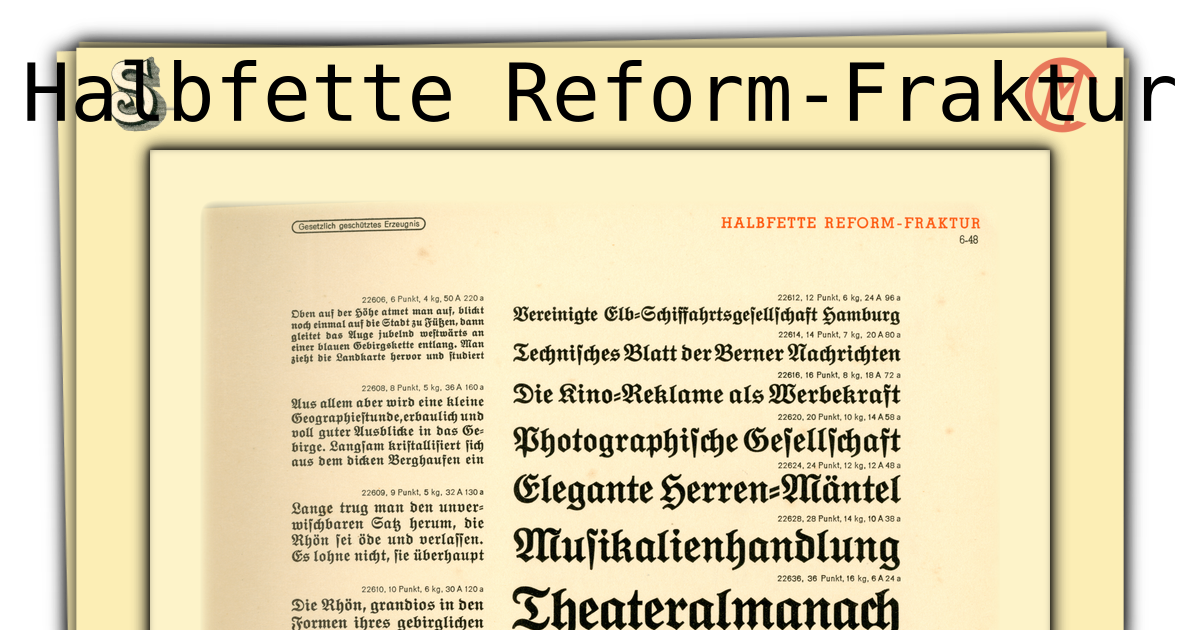 Halbfette Reform-Fraktur
Gesetzlich geschütztes Erzeugnis
HALBFETTE REFORM-FRAKTUR
6-48
22606, 6 Punkt, 4 kg, 50 A 220 a
Oben auf der Höhe atmet man auf, blickt
noch einmal auf die Stadt zu Füßen, dann
gleitet das Auge jubelnd westwärts an
einer blauen Gebirgskette entlang. Man
zieht die Landkarte hervor und studiert
22608, 8 Punkt, 5 kg, 36 A 160 a
Aus allem aber wird eine kleine
Geographieſtunde, erbaulich und
voll guter Ausblicke in das Ge-
birge. Langſam kriſtalliſiert ſich
aus dem dicken Berghaufen ein
22609, 9 Punkt, 5 kg, 32 A 130 a
Lange trug man den unver-
wiſchbaren Satz herum, die
Rhön ſei öde und verlaſſen.
Es lohne nicht, ſie überhaupt
22610, 10 Punkt, 6 kg, 30 A 120 a
Die Rhön, grandios in den
Formen ihres gebirglichen
22612, 12 Punkt, 6 kg, 24 A 96 a
Vereinigte Elb-Schiffahrtsgeſellſchaft Hamburg
22614, 14 Punkt, 7 kg, 20 A 80 a
Techniſches Blatt der Berner Nachrichten
22616, 16 Punkt, 8 kg, 18 A 72 a
Die Kino-Reklame als Werbekraft
22620, 20 Punkt, 10 kg, 14 A 58 a
Photographiſche Geſellſchaft
22624, 24 Punkt, 12 kg, 12 A 48 a
Elegante Herren-Mäntel
22628, 28 Punkt, 14 kg, 10 A 38 a
Muſikalienhandlung
22636, 36 Punkt, 16 kg, 6 A 24 a
Theateralmanach